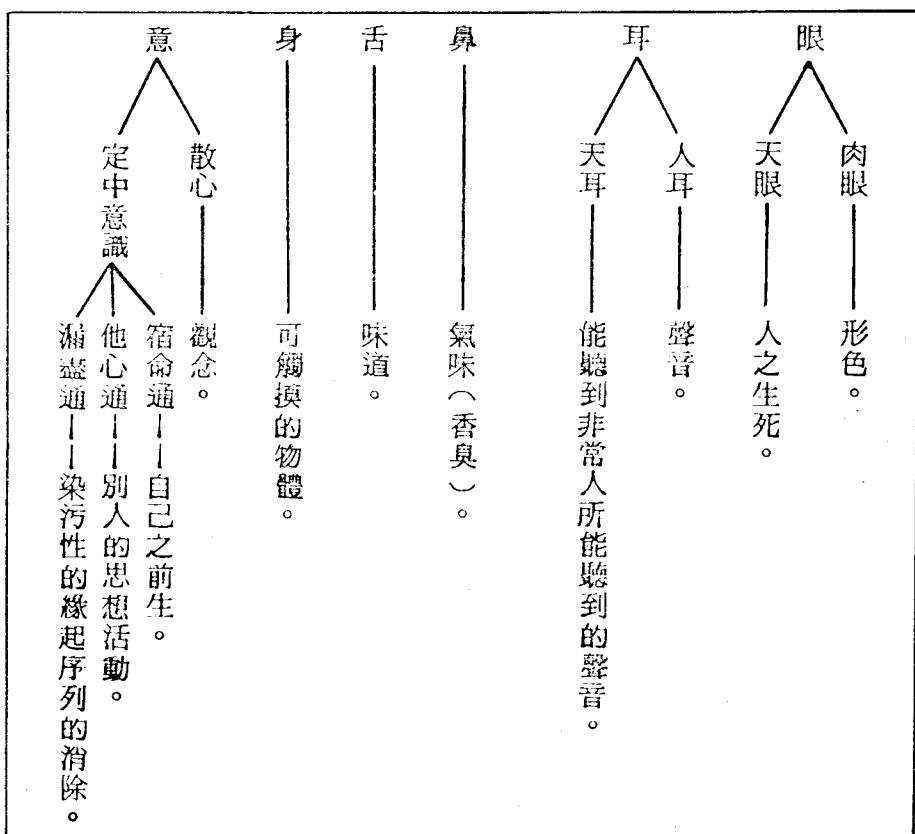 眼
肉眼
形色。
天眼
人之生死。
耳
人耳
聲音。
天耳
能聽到非常人所能聽到的聲音。
鼻
氣味(香臭)。
舌
味道。
身
可觸摸的物體。
意
散心
觀念。
定中意識
宿命通
自己之前生。
他心通
別人的思想活動。
漏盡通
染污性的緣起序列的消除。